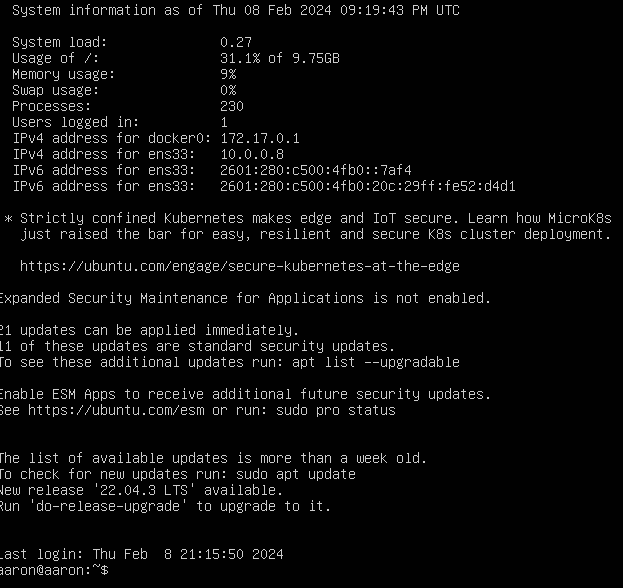 System information as of Thu 08 Feb 2024 09:19:43 PM UTC
System load: 0.27
Usage of /: 31.1% of 9.75GB
Memory usage: 9%
Swap usage: 0%
Processes: 230
Users logged in: 1
IPv4 address for docker0: 172.17.0.1
IPv4 address for ens33: 10.0.0.8
IPv6 address for ens33: 2601:280:c500:4fb0::7af4
IPv6 address for ens33: 2601:280:c500:4fb0:20c:29ff:fe52:d4d1
* Strictly confined Kubernetes makes edge and IoT secure. Learn how MicroK8s
just raised the bar for easy, resilient and secure K8s cluster deployment.
https://ubuntu.com/engage/secure-kubernetes-at-the-edge
Expanded Security Maintenance for Applications is not enabled.
21 updates can be applied immediately.
11 of these updates are standard security updates.
To see these additional updates run: apt list --upgradable
Enable ESM Apps to receive additional future security updates.
See https://ubuntu.com/esm or run: sudo pro status
The list of available updates is more than a week old.
To check for new updates run: sudo apt update
New release '22.04.3 LTS' available.
Run 'do-release-upgrade' to upgrade to it.
Last login: Thu Feb  8 21:15:50 2024
aaron@aaron:~$